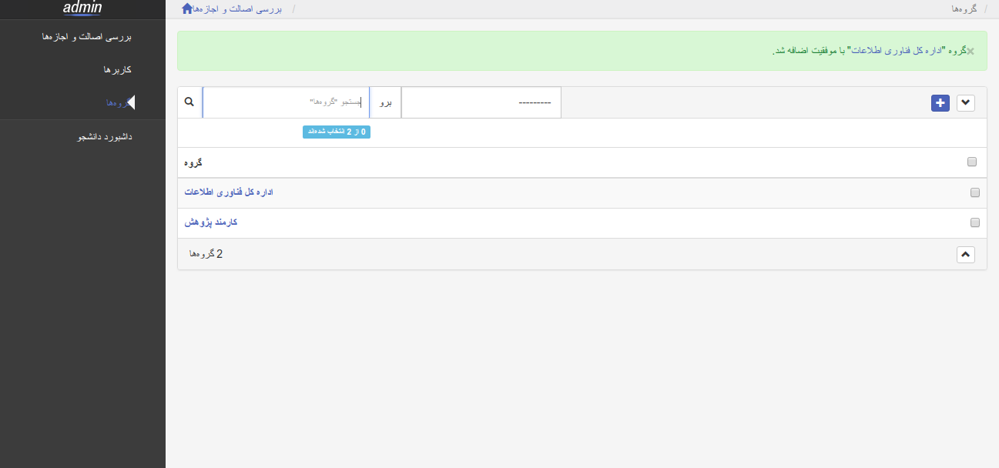 admin
بررسی اصالت و اجازه‌ها
کاربرها
گروه‌ها
داشبورد دانشجو
بررسی اصالت و اجازه‌ها /
/ گروه‌ها
×گروه "اداره کل فناوری اطلاعات" با موفقیت اضافه شد.
جستجو "گروه‌ها"
برو
---------
0 از 2 انتخاب شده‌اند
گروه
اداره کل فناوری اطلاعات
کارمند پژوهش
2 گروه‌ها